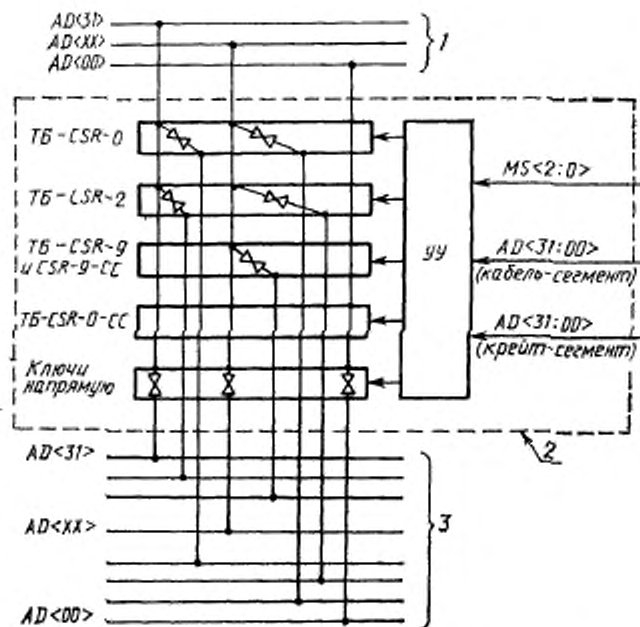 AD<31>
AD<XX>
AD<00>
1
ТБ-CSR-0
ТБ-CSR-2
ТБ-CSR-9
и CSR-9-CC
ТБ-CSR-0-CC
Ключи
напрямую
УУ
MS<2:0>
AD<31:00>
(кабель-сегмент)
AD<31:00>
(крейт-сегмент)
2
AD<31>
AD<XX>
AD<00>
3